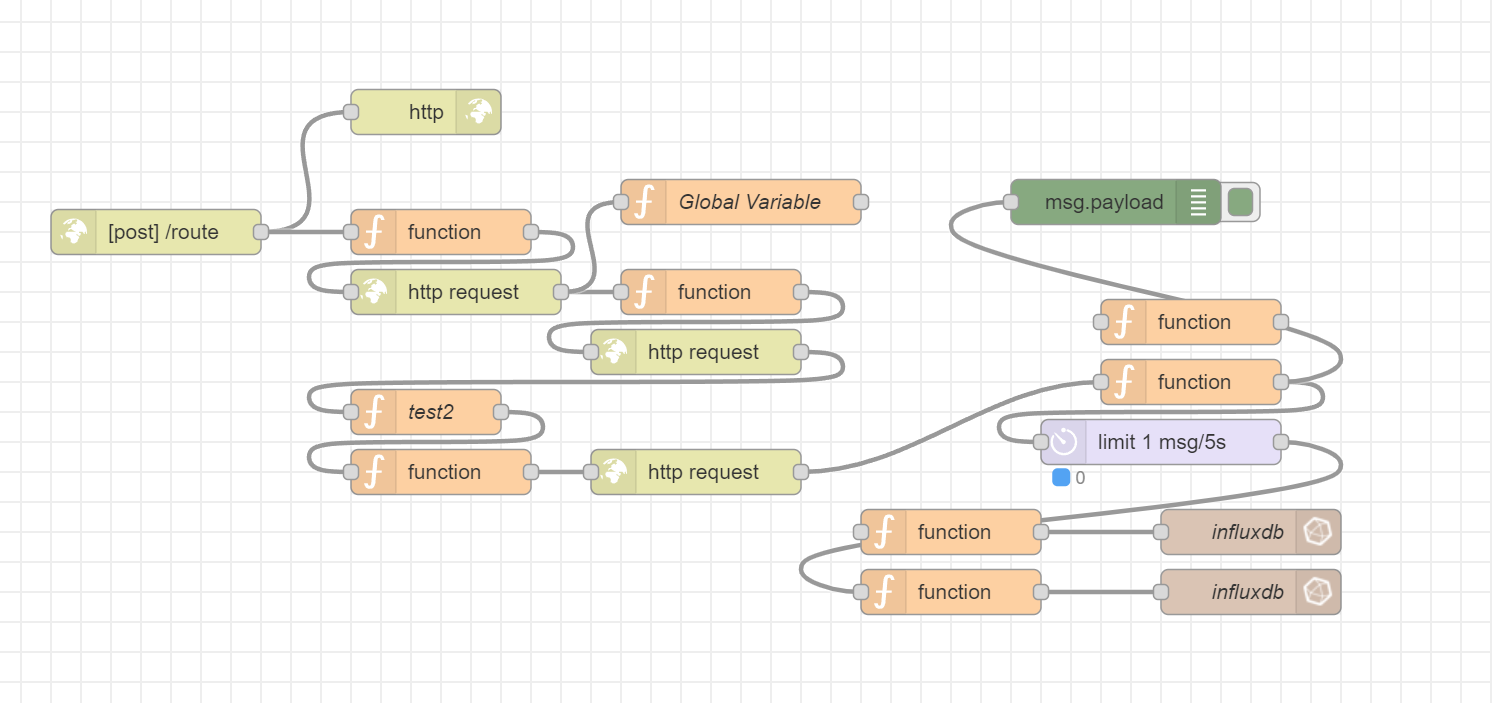 http
Global Variable
msg.payload
[post] /route
function
http request
function
function
http request
function
test2
limit 1 msg/5s
function
http request
0
function
influxdb
function
influxdb